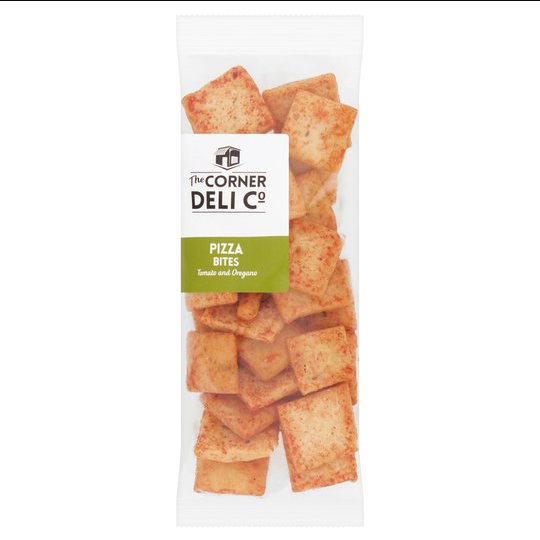 The CORNER
DELI Cº
PIZZA
BITES
Tomato and Oregano